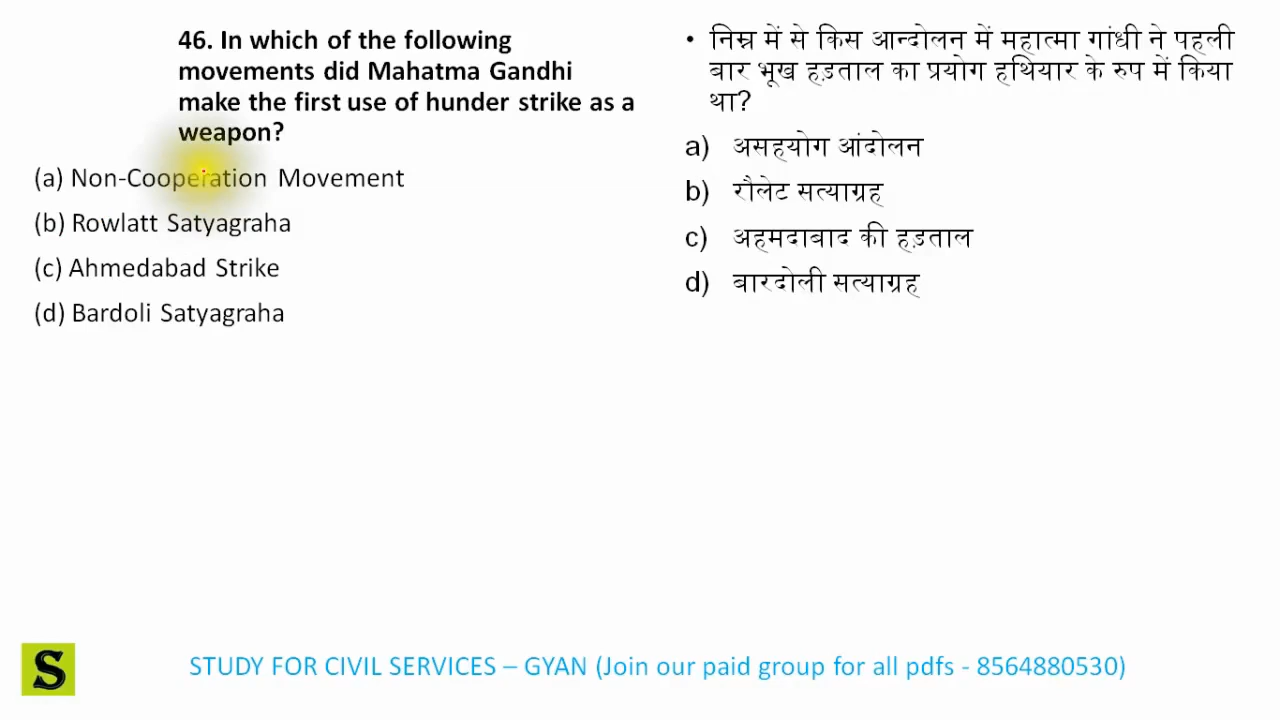 46. In which of the following
movements did Mahatma Gandhi
make the first use of hunder strike as a
weapon?
(a) Non-Cooperation Movement
(b) Rowlatt Satyagraha
(c) Ahmedabad Strike
(d) Bardoli Satyagraha
• निम्न में से किस आन्दोलन में महात्मा गांधी ने पहली
बार भूख हड़ताल का प्रयोग हथियार के रुप में किया
था?
a) असहयोग आंदोलन
b) रौलेट सत्याग्रह
c) अहमदाबाद की हड़ताल
d) बारदोली सत्याग्रह
S
STUDY FOR CIVIL SERVICES – GYAN (Join our paid group for all pdfs - 8564880530)